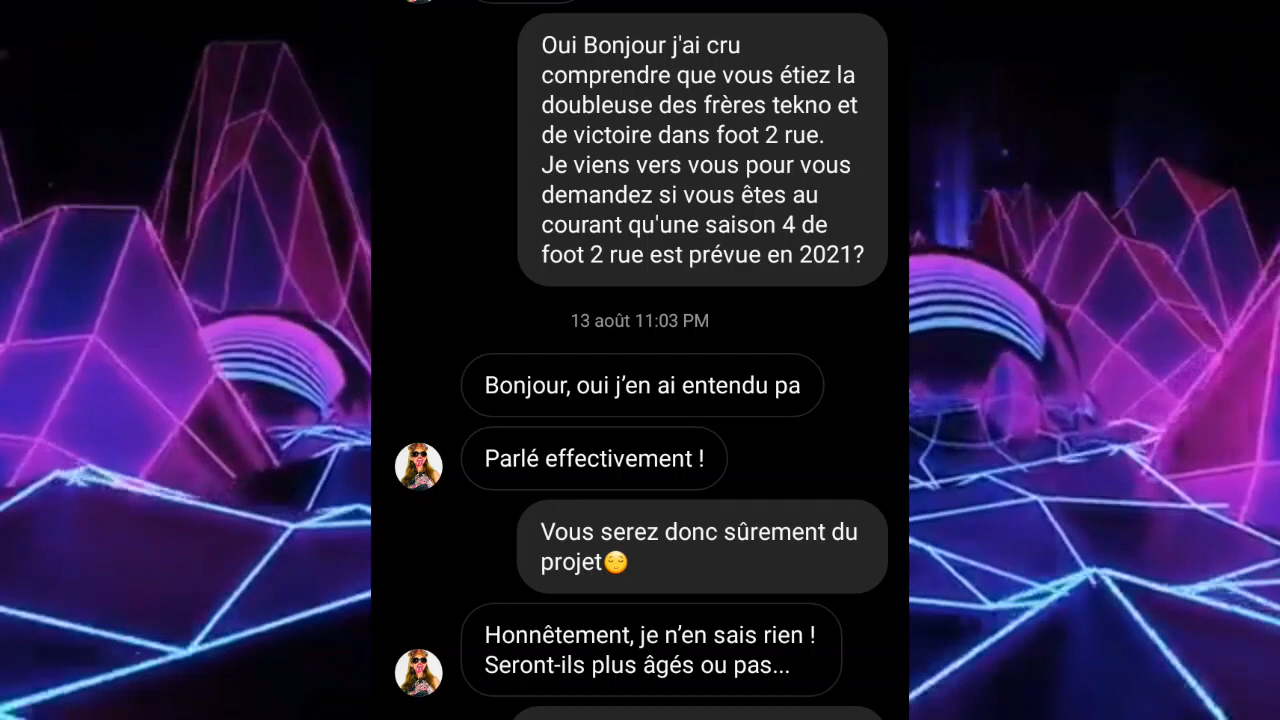 Oui Bonjour j'ai cru
comprendre que vous étiez la
doubleuse des frères tekno et
de victoire dans foot 2 rue.
Je viens vers vous pour vous
demandez si vous êtes au
courant qu'une saison 4 de
foot 2 rue est prévue en 2021?
13 août 11:03 PM
Bonjour, oui j’en ai entendu pa
Parlé effectivement !
Vous serez donc sûrement du
projet😌
Honnêtement, je n’en sais rien !
Seront-ils plus âgés ou pas...